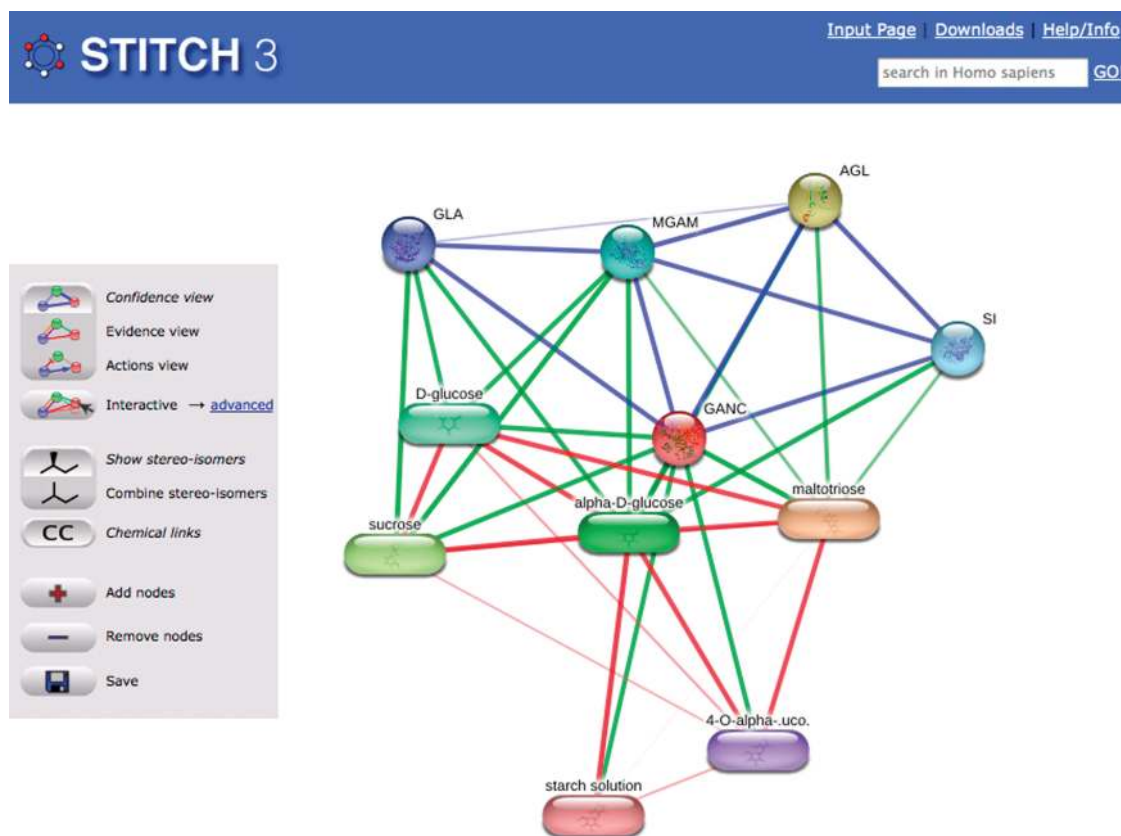 STITCH 3
Input Page | Downloads | Help/Info
search in Homo sapiens GO!
AGL
GLA
MGAM
SI
Confidence view
Evidence view
Actions view
Interactive → advanced
Show stereo-isomers
Combine stereo-isomers
CC Chemical links
Add nodes
Remove nodes
Save
D-glucose
GANC
maltotriose
alpha-D-glucose
sucrose
4-O-alpha-.uco.
starch solution